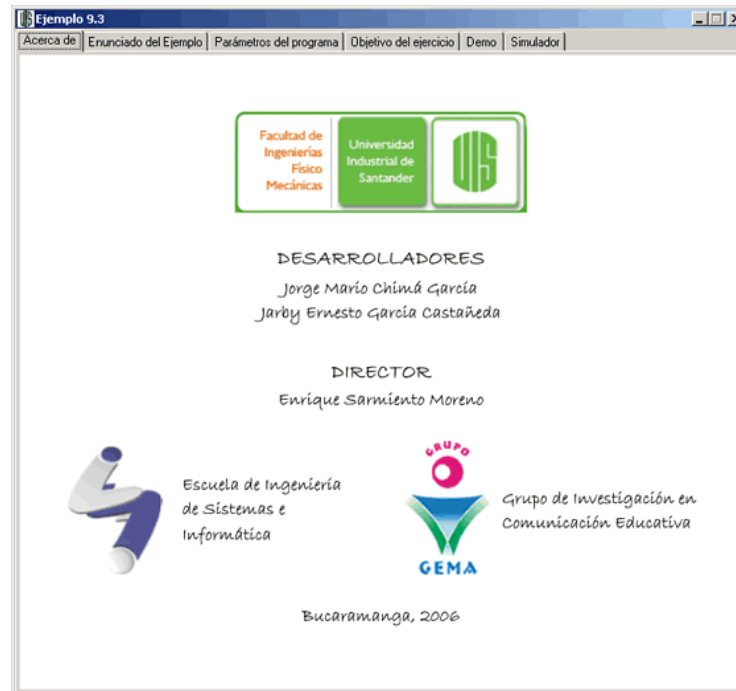 Ejemplo 9.3
Acerca de Enunciado del Ejemplo Parámetros del programa Objetivo del ejercicio Demo Simulador
Facultad de
Ingenierías
Físico
Mecánicas
Universidad
Industrial de
Santander
UIS
DESARROLLADORES
Jorge Mario Chimá García
Jarby Ernesto García Castañeda
DIRECTOR
Enrique Sarmiento Moreno
Escuela de Ingeniería
de Sistemas e
Informática
GRUPO
GEMA
Grupo de Investigación en
Comunicación Educativa
Bucaramanga, 2006